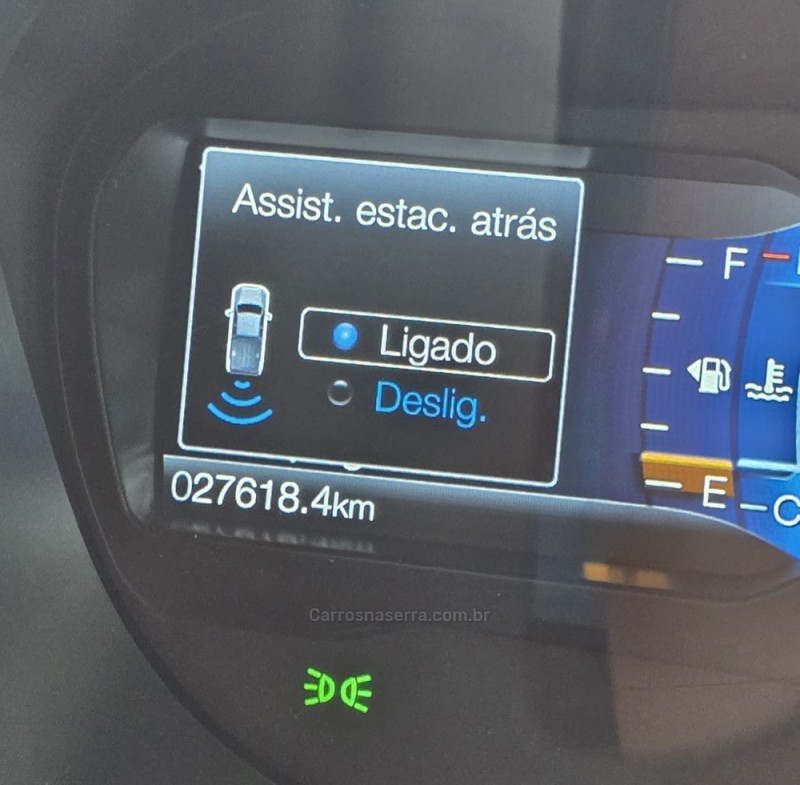 Assist. estac. atrás
Ligado
Deslig.
027618.4km
F
E
C
Carrosnaserra.com.br